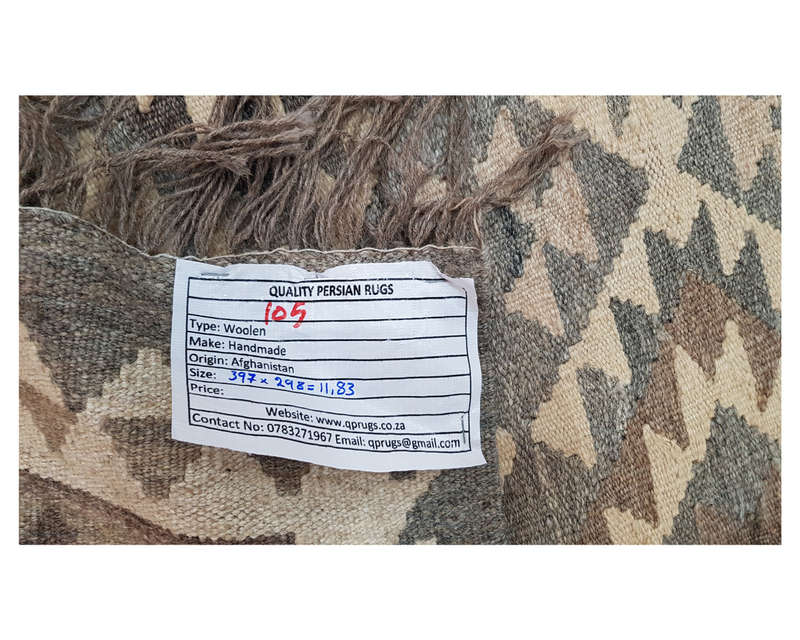 QUALITY PERSIAN RUGS
105
Type: Woolen
Make: Handmade
Origin: Afghanistan
Size: 397 x 298 = 11,83
Price:
Website: www.qprugs.co.za
Contact No: 0783271967 Email: qprugs@gmail.com